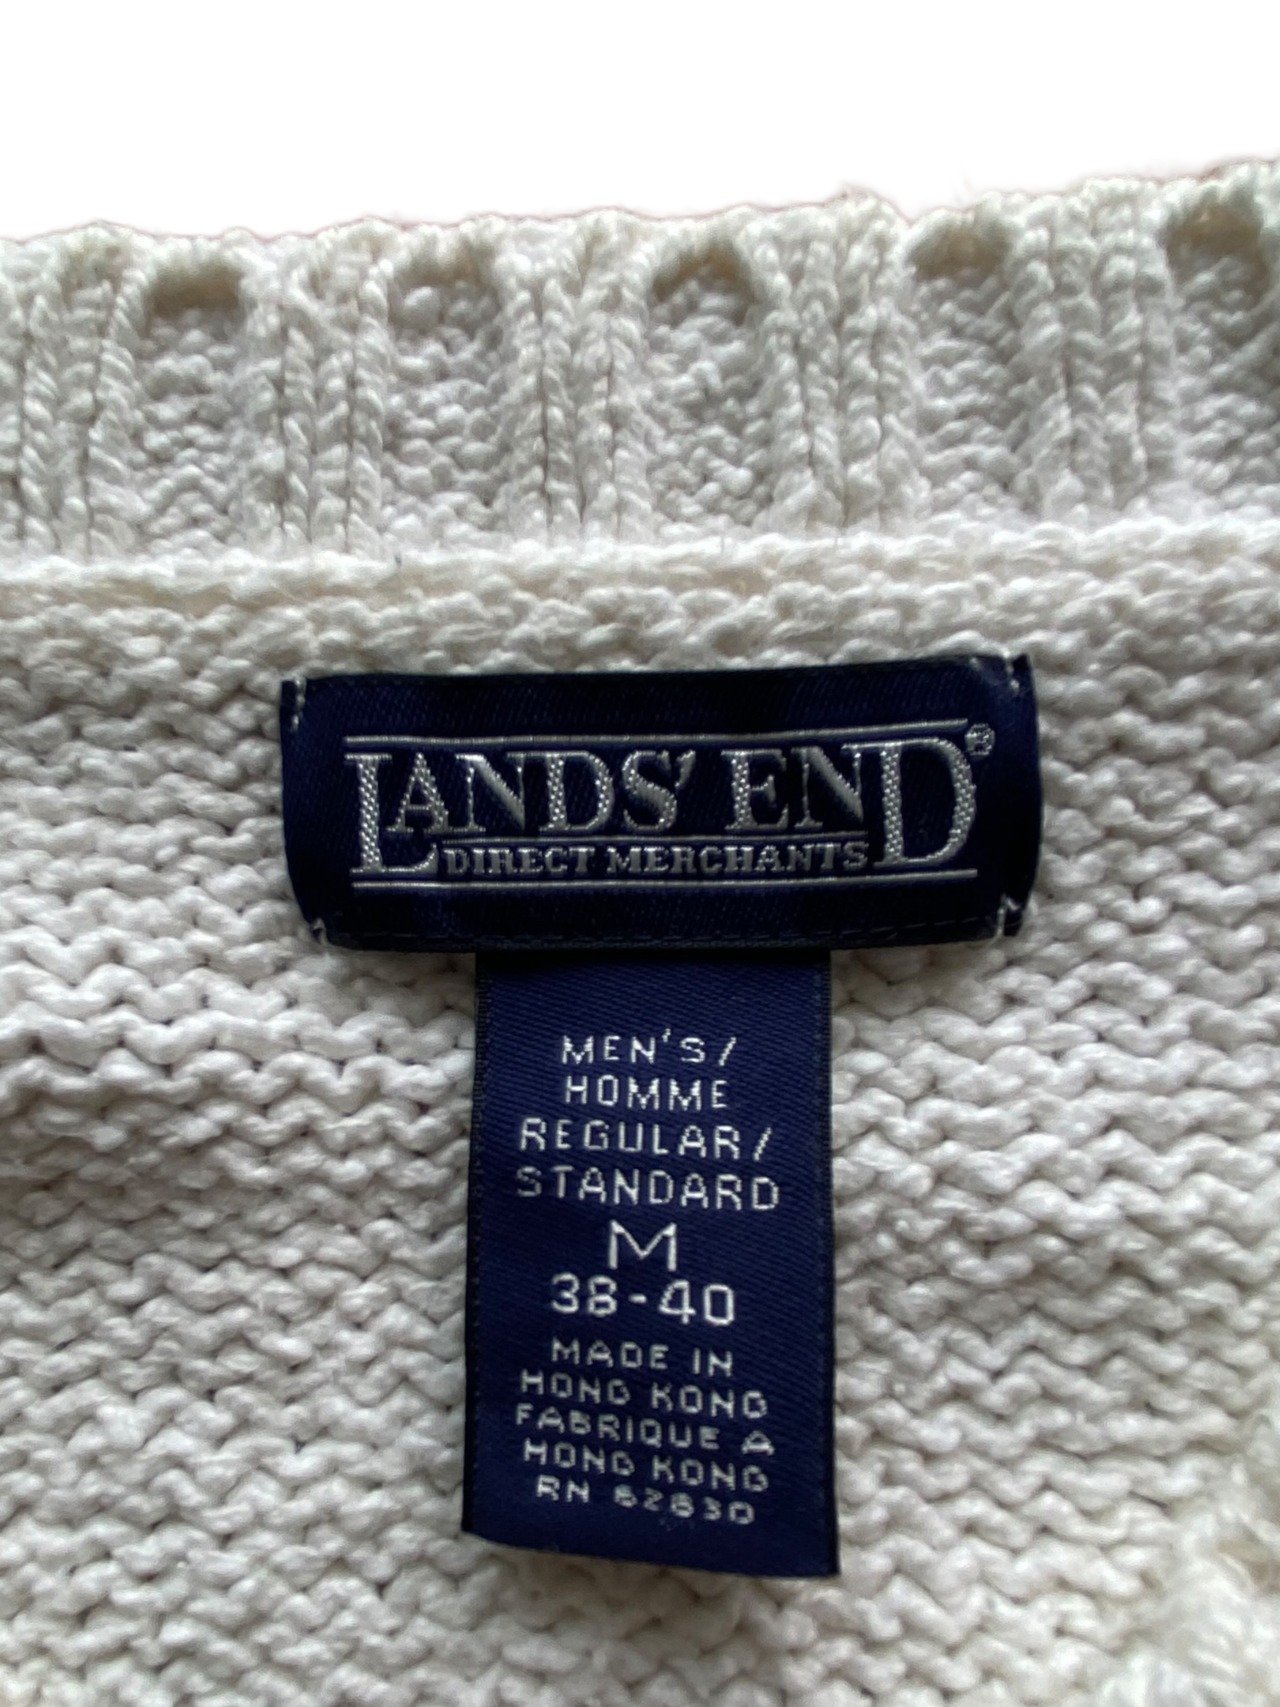 LANDS' END®
DIRECT MERCHANTS
MEN'S/
HOMME
REGULAR/
STANDARD
M
38-40
MADE IN
HONG KONG
FABRIQUE A
HONG KONG
RN 62830